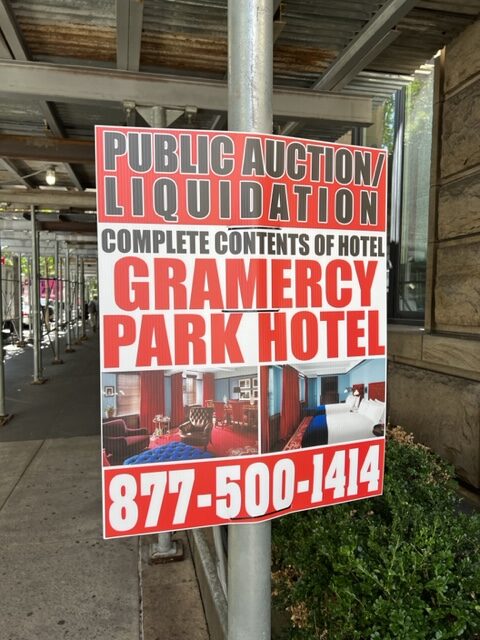 PUBLIC AUCTION/
LIQUIDATION
COMPLETE CONTENTS OF HOTEL
GRAMERCY
PARK HOTEL
877-500-1414